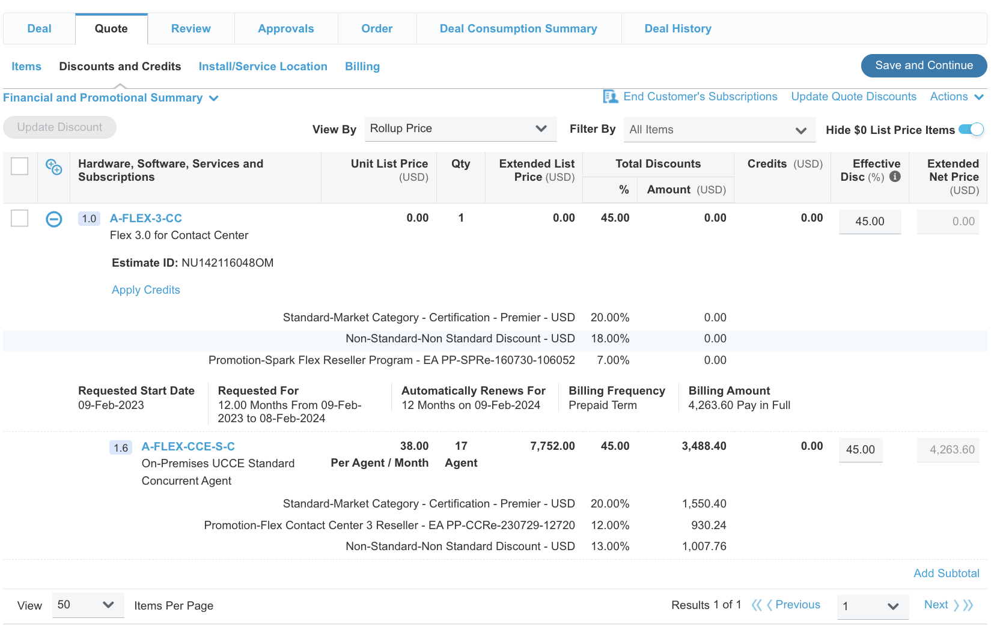 Deal Quote Review Approvals Order Deal Consumption Summary Deal History
Items Discounts and Credits Install/Service Location Billing Save and Continue
Financial and Promotional Summary End Customer's Subscriptions Update Quote Discounts Actions
Update Discount View By Rollup Price Filter By All Items Hide $0 List Price Items
Hardware, Software, Services and Subscriptions
Unit List Price (USD)
Qty
Extended List Price (USD)
Total Discounts
% Amount (USD)
Credits (USD)
Effective Disc (%)
Extended Net Price (USD)
1.0 A-FLEX-3-CC 0.00 1 0.00 45.00 0.00 0.00 45.00 0.00
Flex 3.0 for Contact Center
Estimate ID: NU142116048OM
Apply Credits
Standard-Market Category - Certification - Premier - USD 20.00% 0.00
Non-Standard-Non Standard Discount - USD 18.00% 0.00
Promotion-Spark Flex Reseller Program - EA PP-SPRe-160730-106052 7.00% 0.00
Requested Start Date Requested For Automatically Renews For Billing Frequency Billing Amount
09-Feb-2023 12.00 Months From 09-Feb- 12 Months on 09-Feb-2024 Prepaid Term 4,263.60 Pay in Full
2023 to 08-Feb-2024
1.6 A-FLEX-CCE-S-C 38.00 17 7,752.00 45.00 3,488.40 0.00 45.00 4,263.60
On-Premises UCCE Standard Per Agent / Month Agent
Concurrent Agent
Standard-Market Category - Certification - Premier - USD 20.00% 1,550.40
Promotion-Flex Contact Center 3 Reseller - EA PP-CCRe-230729-12720 12.00% 930.24
Non-Standard-Non Standard Discount - USD 13.00% 1,007.76
Add Subtotal
View 50 Items Per Page Results 1 of 1 Previous 1 Next